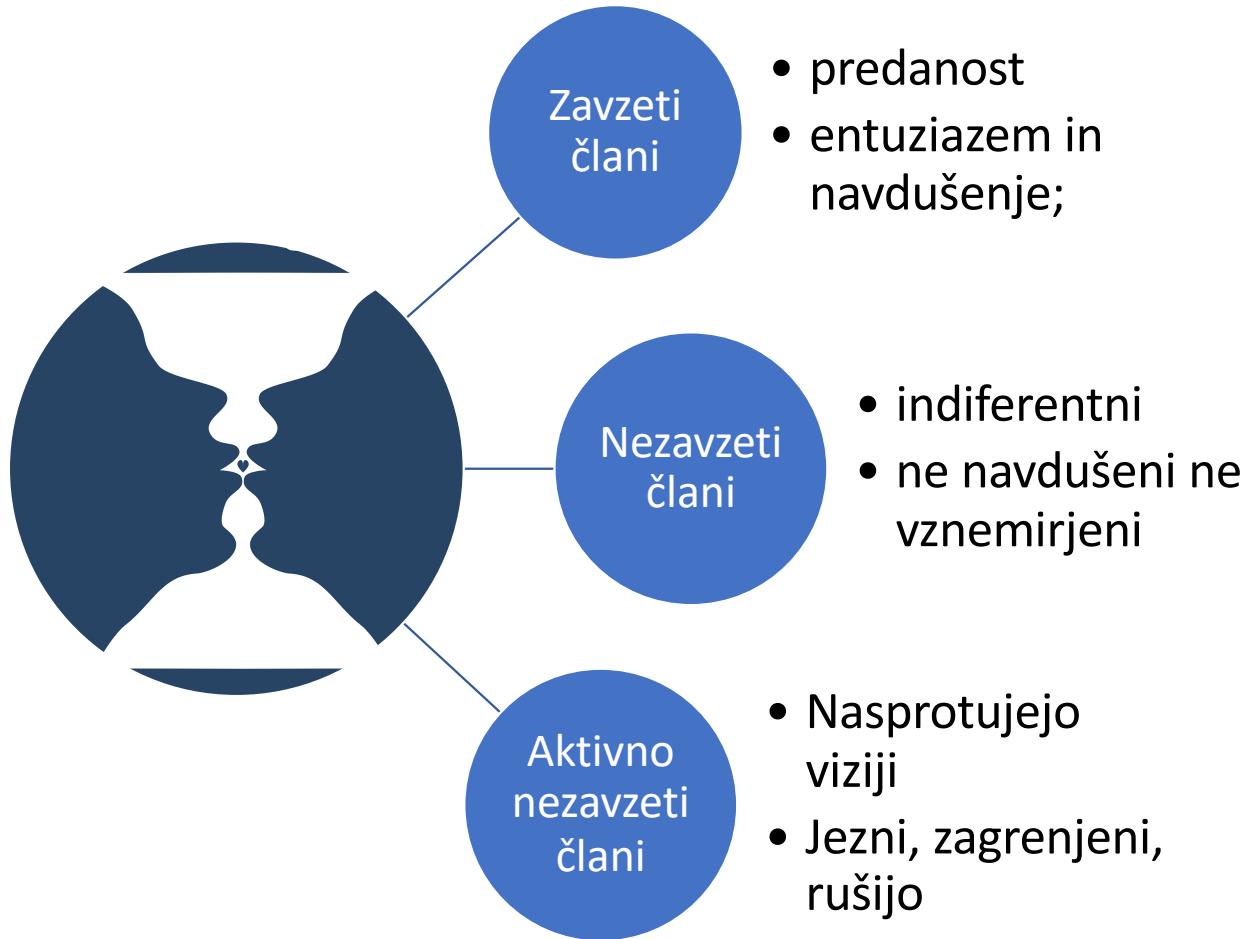 Zavzeti
člani
• predanost
• entuziazem in
navdušenje;
Nezavzeti
člani
• indiferentni
• ne navdušeni ne
vznemirjeni
Aktivno
nezavzeti
člani
• Nasprotujejo
viziji
• Jezni, zagrenjeni,
rušijo